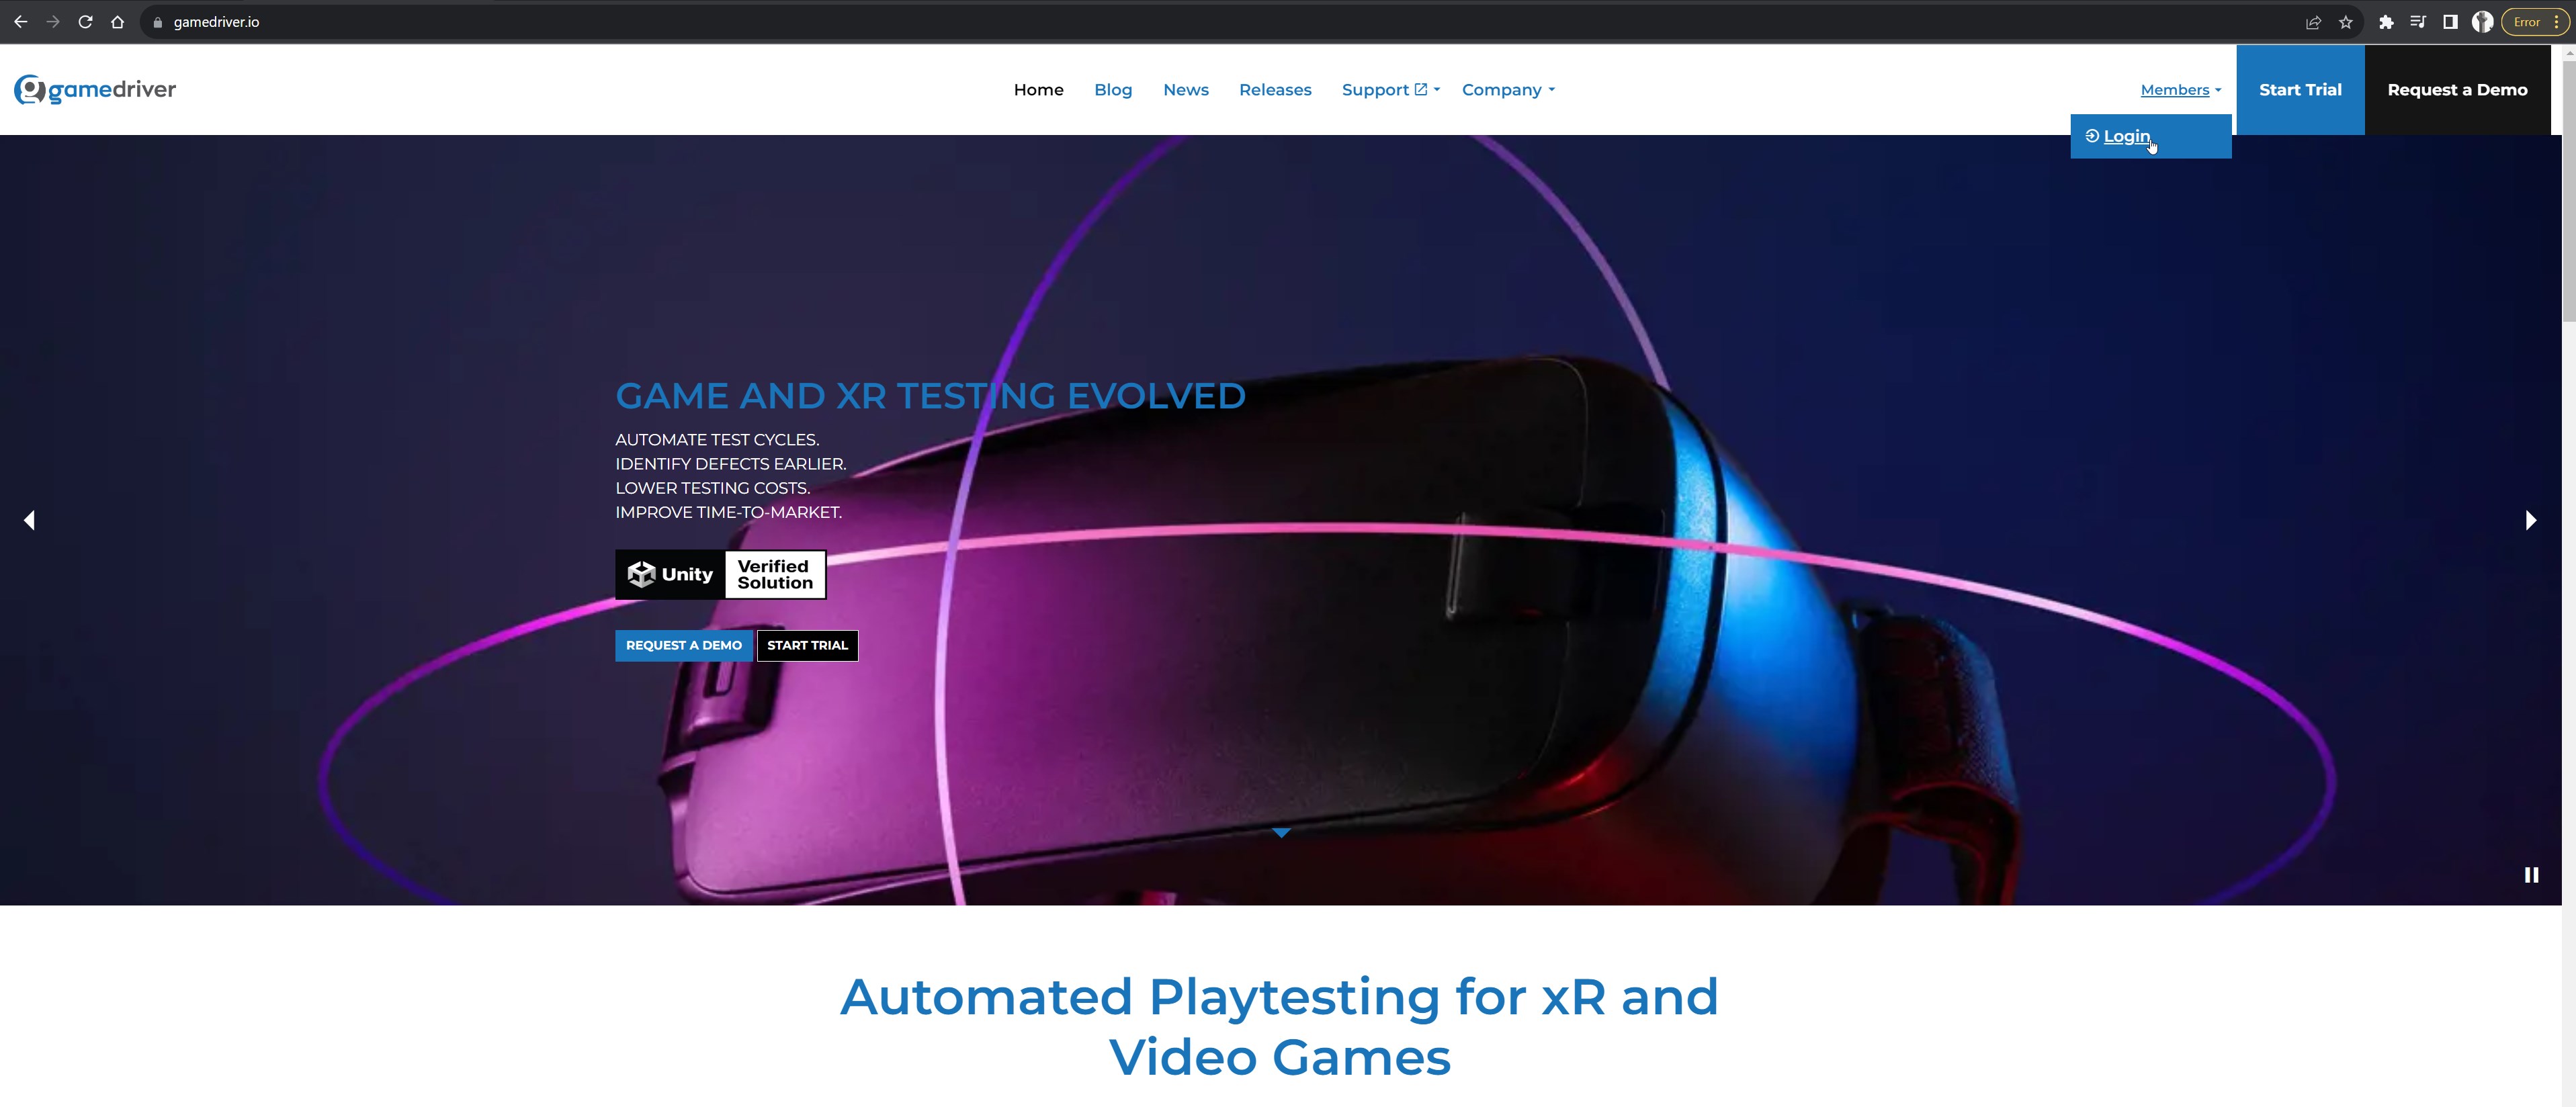 gamedriver.io
Error
gamedriver
Home
Blog
News
Releases
Support
Company
Members
Start Trial
Request a Demo
Login
GAME AND XR TESTING EVOLVED
AUTOMATE TEST CYCLES.
IDENTIFY DEFECTS EARLIER.
LOWER TESTING COSTS.
IMPROVE TIME-TO-MARKET.
Unity
Verified
Solution
REQUEST A DEMO
START TRIAL
Automated Playtesting for xR and
Video Games